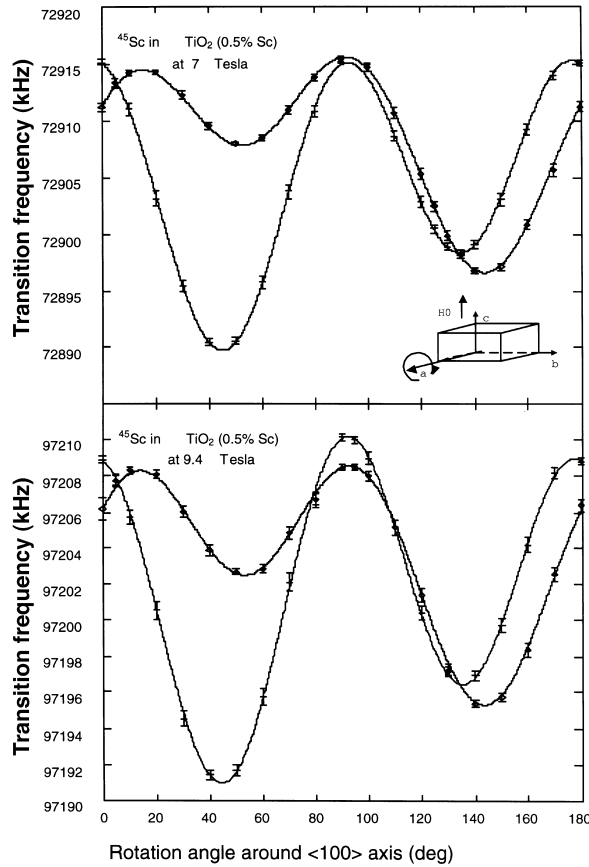 72920
72915
72910
72905
72900
72895
72890
Transition frequency (kHz)
⁴⁵Sc in TiO₂ (0.5% Sc)
at 7 Tesla
H0
c
a
b
97210
97208
97206
97204
97202
97200
97198
97196
97194
97192
97190
Transition frequency (kHz)
⁴⁵Sc in TiO₂ (0.5% Sc)
at 9.4 Tesla
0 20 40 60 80 100 120 140 160 180
Rotation angle around <100> axis (deg)